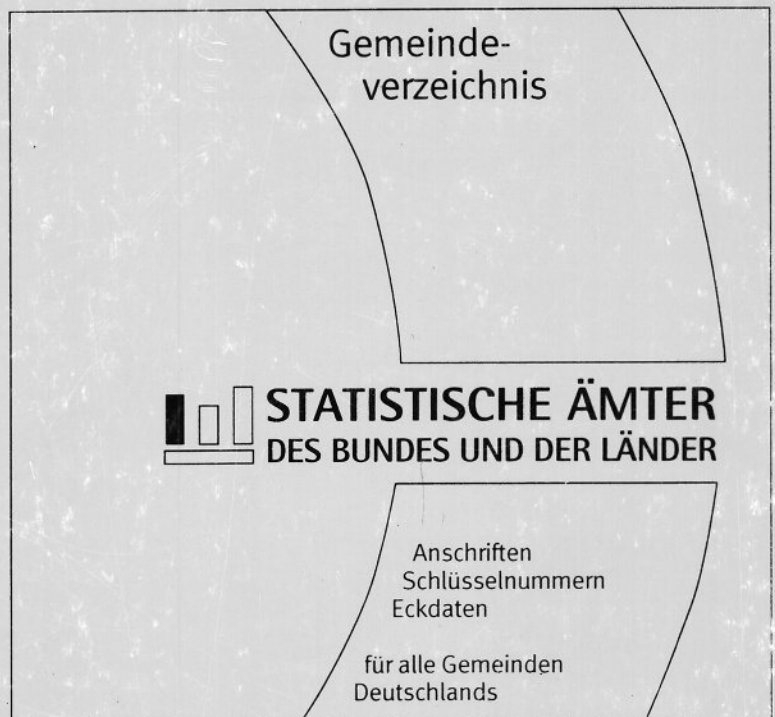 Gemeinde-
verzeichnis
STATISTISCHE ÄMTER
DES BUNDES UND DER LÄNDER
Anschriften
Schlüsselnummern
Eckdaten
für alle Gemeinden
Deutschlands